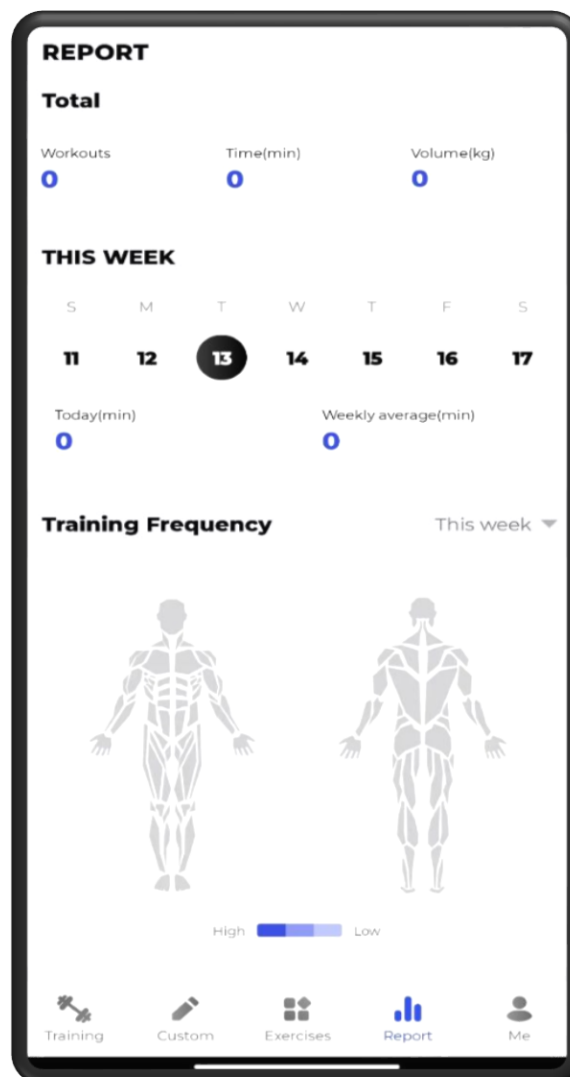 REPORT
Total
Workouts Time(min) Volume(kg)
0 0 0
THIS WEEK
S M T W T F S
11 12 13 14 15 16 17
Today(min) Weekly average(min)
0 0
Training Frequency This week
High Low
Training Custom Exercises Report Me